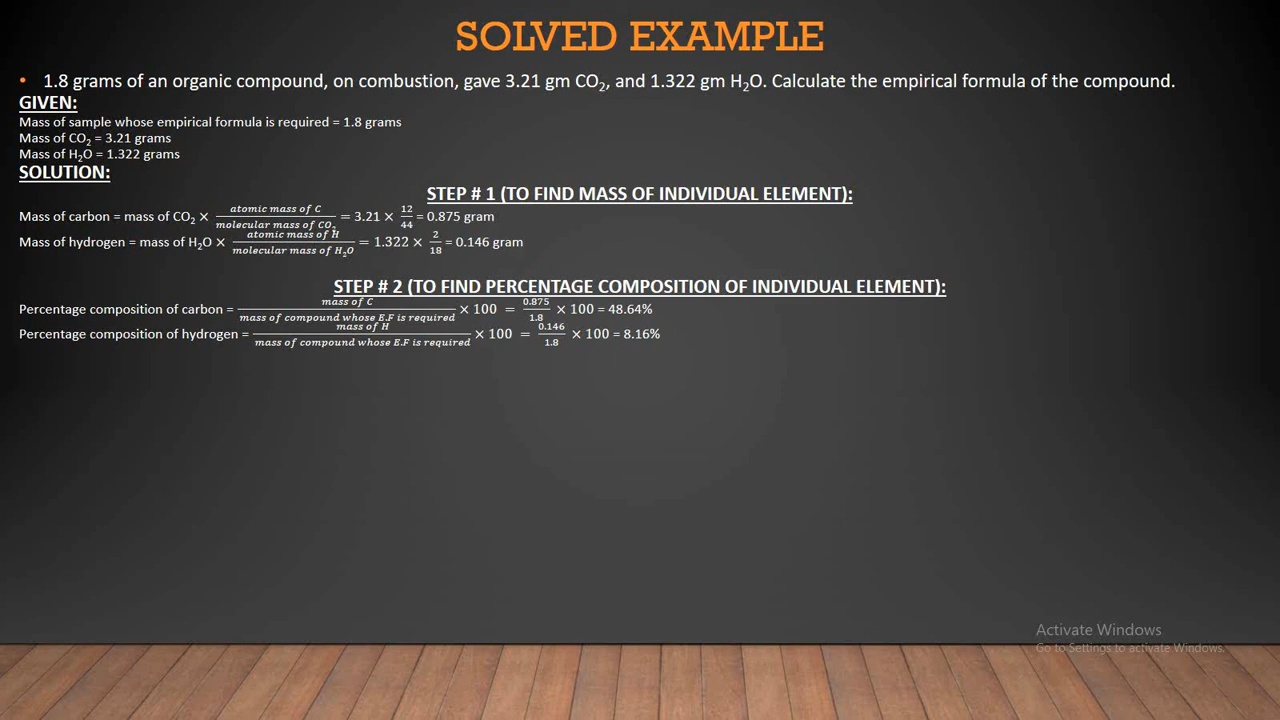 SOLVED EXAMPLE
• 1.8 grams of an organic compound, on combustion, gave 3.21 gm CO₂, and 1.322 gm H₂O. Calculate the empirical formula of the compound.
GIVEN:
Mass of sample whose empirical formula is required = 1.8 grams
Mass of CO₂ = 3.21 grams
Mass of H₂O = 1.322 grams
SOLUTION:
STEP # 1 (TO FIND MASS OF INDIVIDUAL ELEMENT):
Mass of carbon = mass of CO₂ × atomic mass of C / molecular mass of CO₂ = 3.21 × 12/44 = 0.875 gram
Mass of hydrogen = mass of H₂O × atomic mass of H / molecular mass of H₂O = 1.322 × 2/18 = 0.146 gram
STEP # 2 (TO FIND PERCENTAGE COMPOSITION OF INDIVIDUAL ELEMENT):
Percentage composition of carbon = mass of C / mass of compound whose E.F is required × 100 = 0.875/1.8 × 100 = 48.64%
Percentage composition of hydrogen = mass of H / mass of compound whose E.F is required × 100 = 0.146/1.8 × 100 = 8.16%
Activate Windows
Go to Settings to activate Windows.